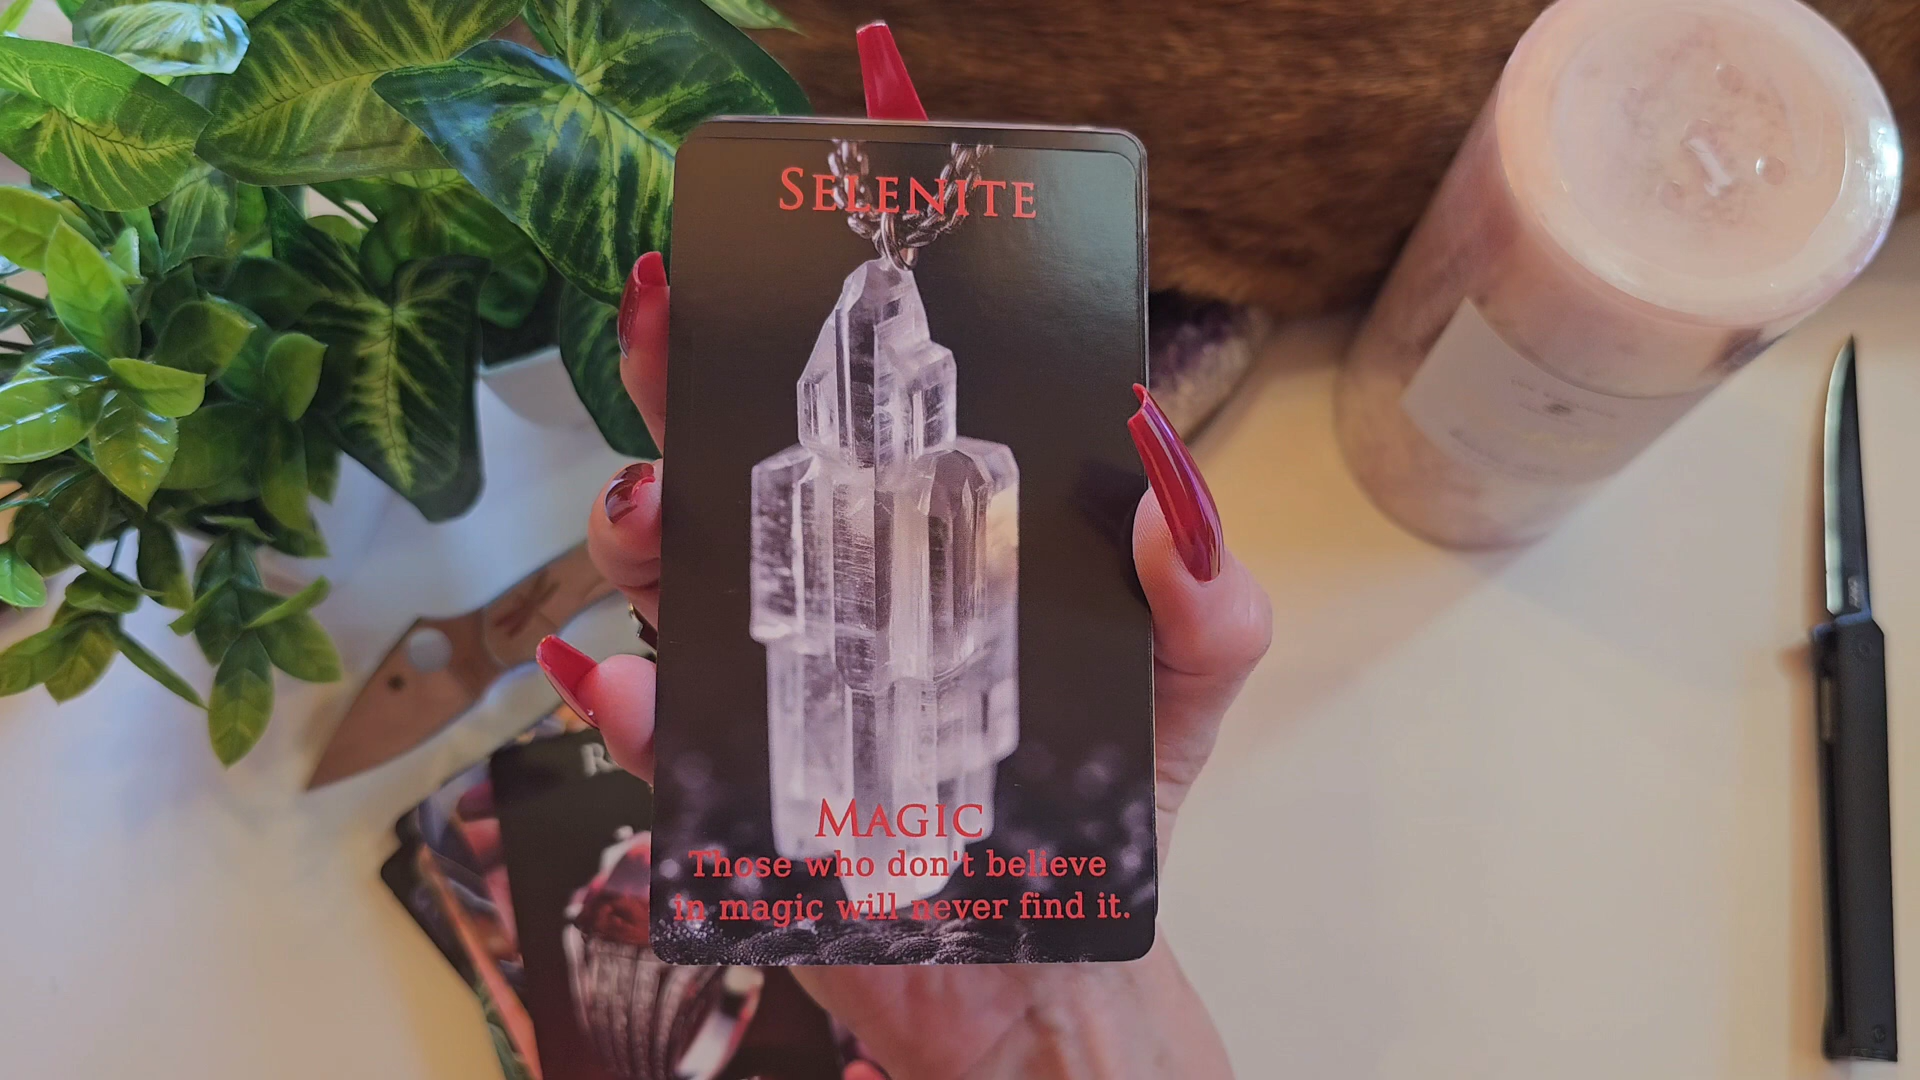 SELENITE
MAGIC
Those who don't believe
in magic will never find it.
R